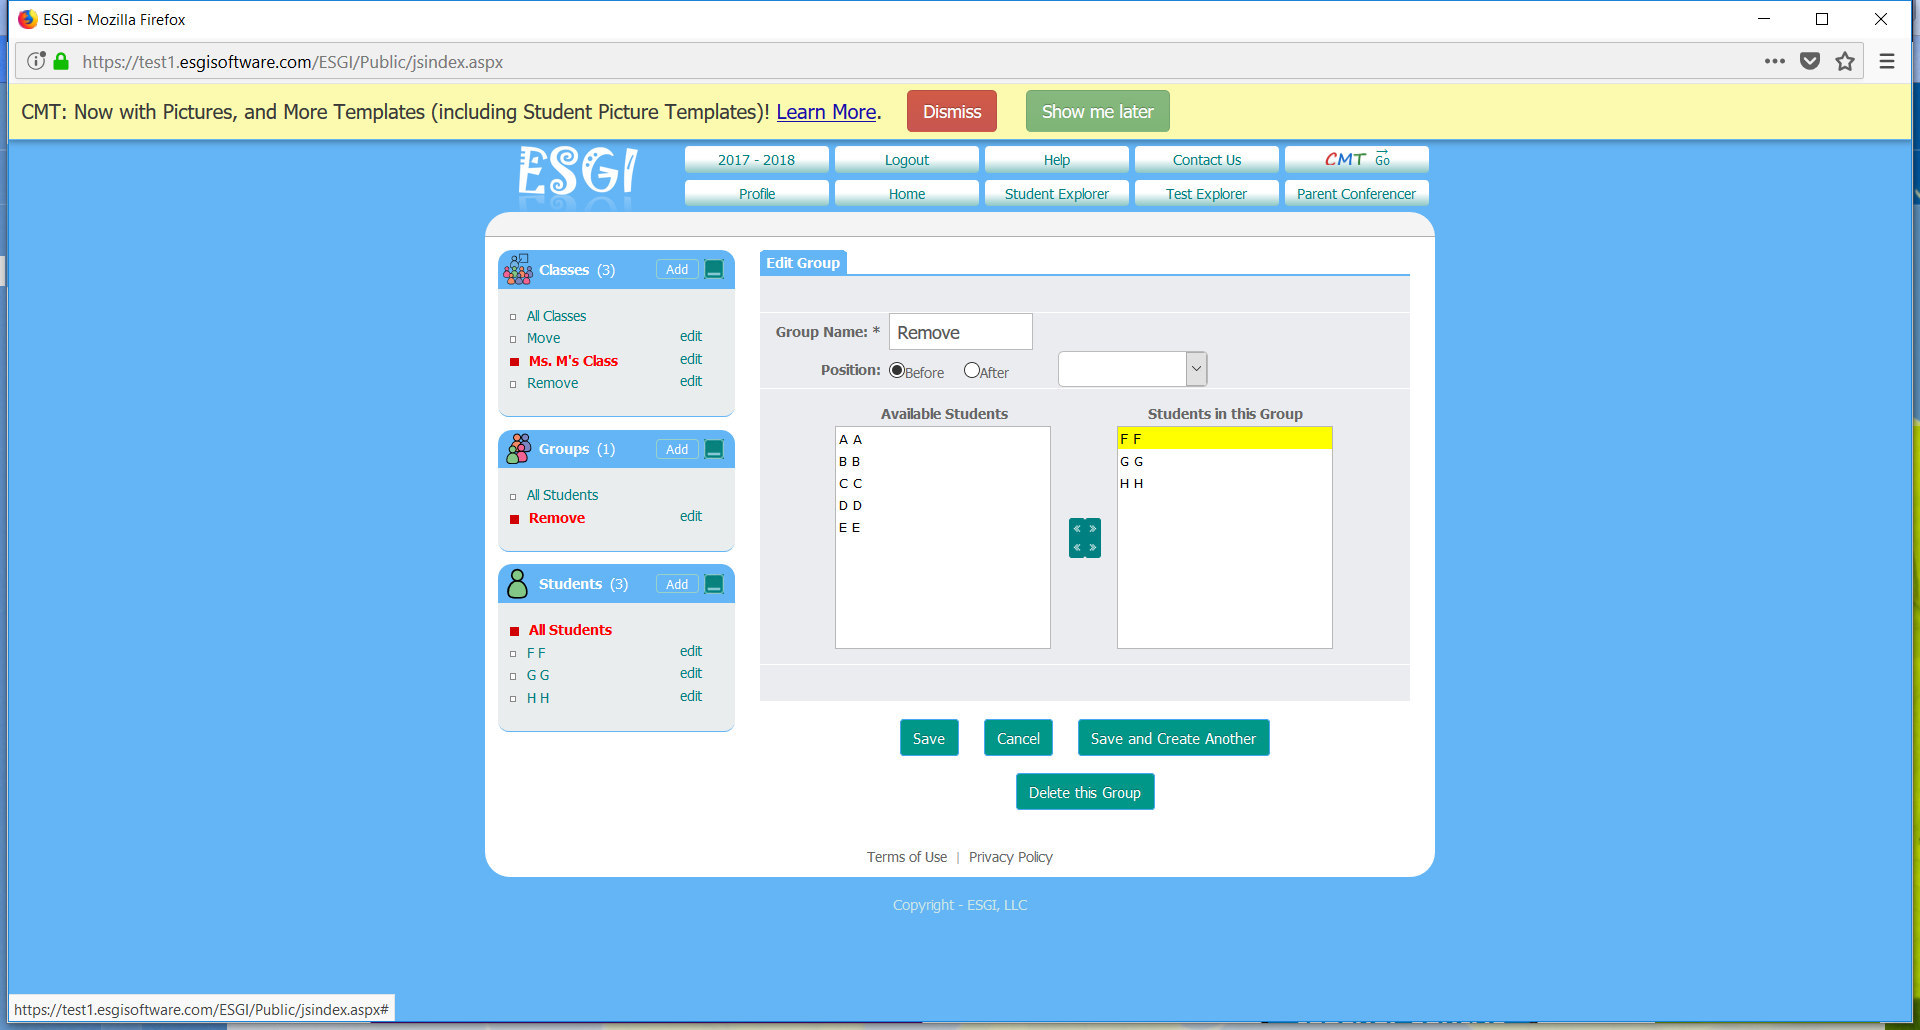 ESGI - Mozilla Firefox
https://test1.esgisoftware.com/ESGI/Public/jsindex.aspx
CMT: Now with Pictures, and More Templates (including Student Picture Templates)! Learn More. Dismiss Show me later
ESGI
2017 - 2018 Logout Help Contact Us CMT Go
Profile Home Student Explorer Test Explorer Parent Conferencer
Classes (3) Add
All Classes
Move edit
Ms. M's Class edit
Remove edit
Groups (1) Add
All Students
Remove edit
Students (3) Add
All Students
F F edit
G G edit
H H edit
Edit Group
Group Name: * Remove
Position: Before After
Available Students
A A
B B
C C
D D
E E
Students in this Group
F F
G G
H H
Save Cancel Save and Create Another
Delete this Group
Terms of Use | Privacy Policy
Copyright - ESGI, LLC
https://test1.esgisoftware.com/ESGI/Public/jsindex.aspx#